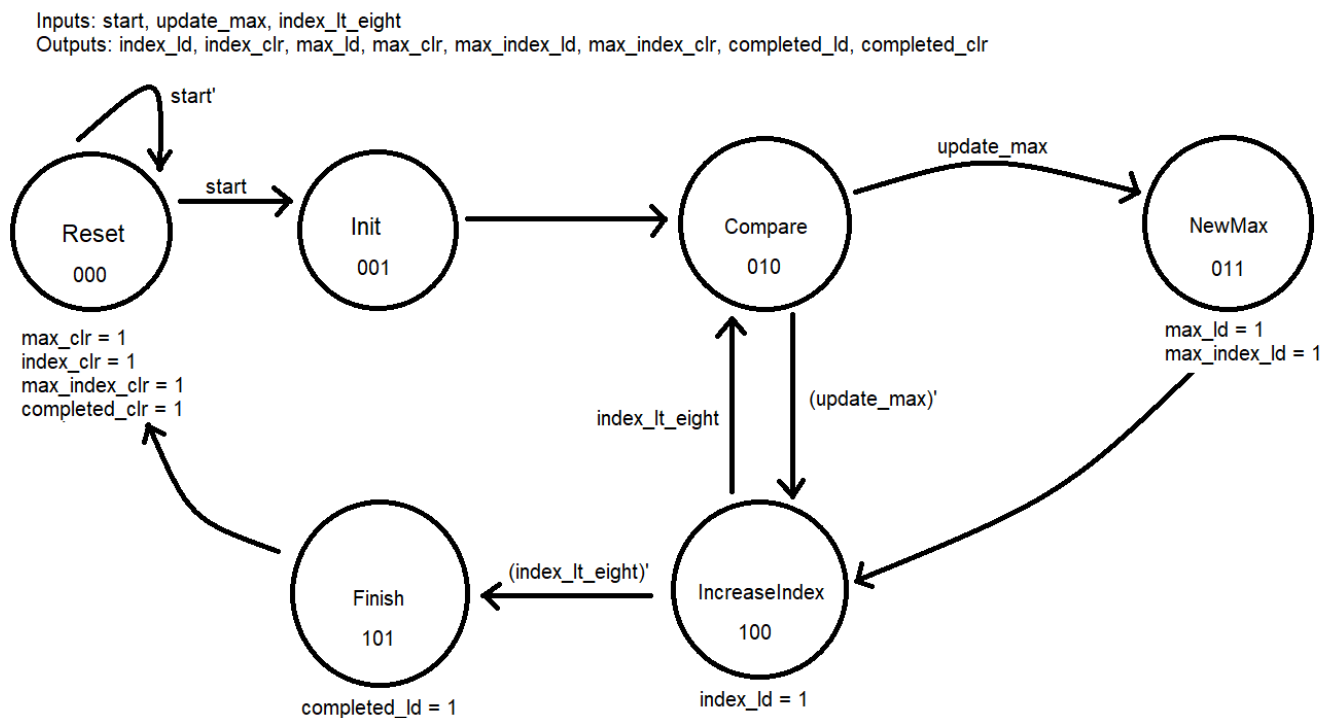 Inputs: start, update_max, index_lt_eight
Outputs: index_ld, index_clr, max_ld, max_clr, max_index_ld, max_index_clr, completed_ld, completed_clr
start'
start
Reset
000
max_clr = 1
index_clr = 1
max_index_clr = 1
completed_clr = 1
Init
001
Compare
010
update_max
NewMax
011
max_ld = 1
max_index_ld = 1
index_lt_eight
(update_max)'
IncreaseIndex
100
index_ld = 1
(index_lt_eight)'
Finish
101
completed_ld = 1